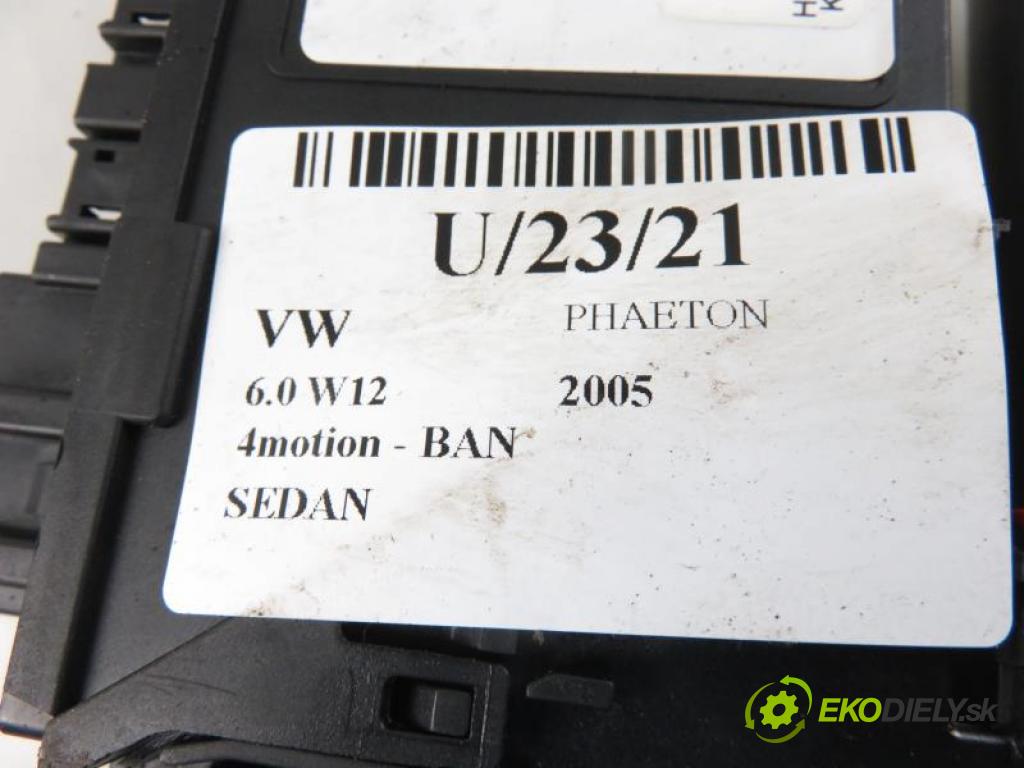 H
K
U/23/21
VW PHAETON
6.0 W12 2005
4motion - BAN
SEDAN
EKODIELY.sk